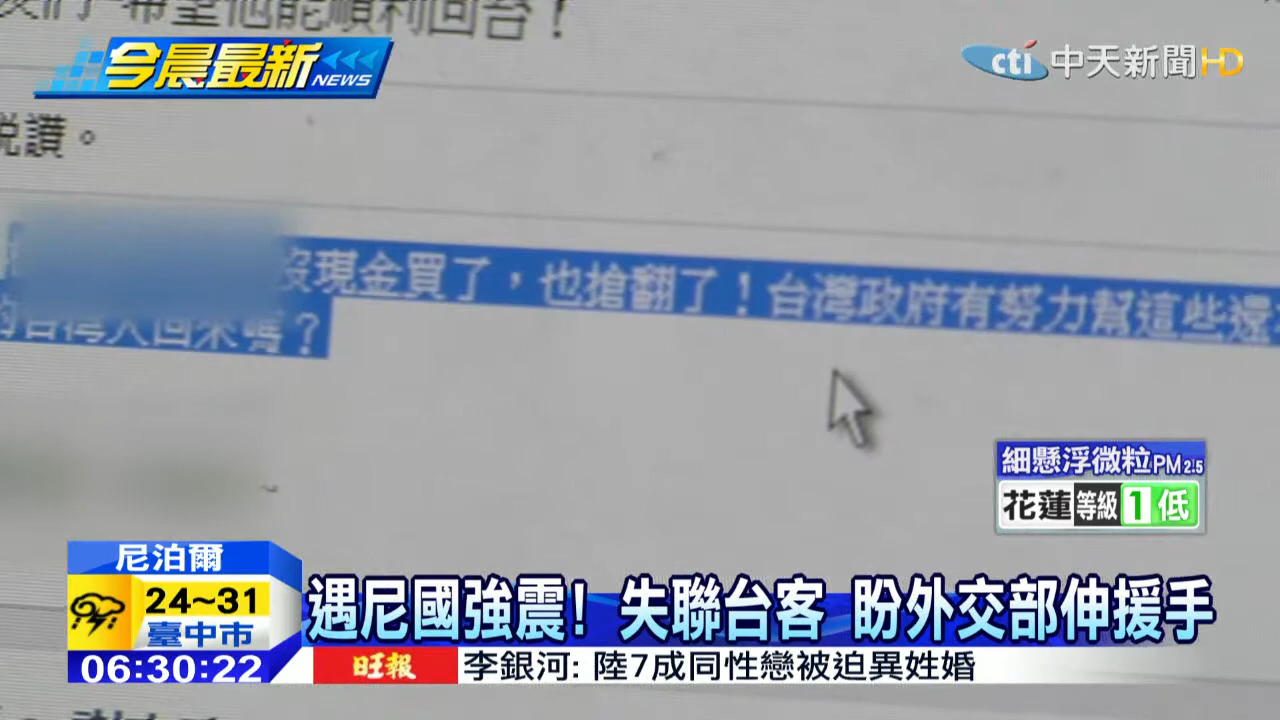 我們 希望他能順利回台！
今晨最新 NEWS
cti 中天新聞HD
說讚。
沒現金買了，也搶翻了！台灣政府有努力幫這些還
的台灣人回來嗎？
細懸浮微粒PM2.5
花蓮等級1低
尼泊爾
24~31
臺中市
06:30:22
遇尼國強震！ 失聯台客 盼外交部伸援手
旺報 李銀河: 陸7成同性戀被迫異姓婚